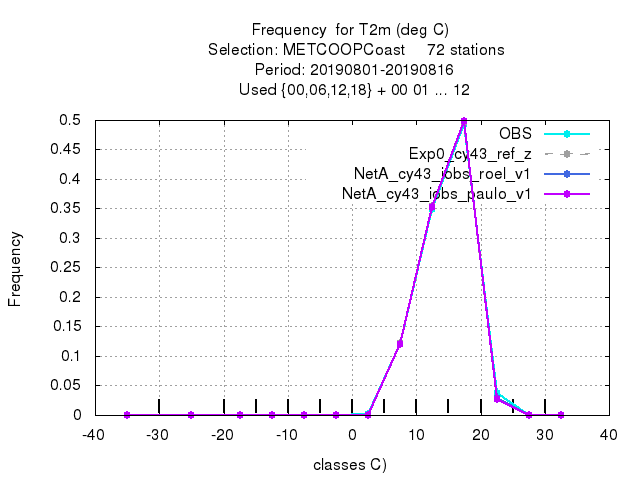 Frequency for T2m (deg C)
Selection: METCOOPCoast 72 stations
Period: 20190801-20190816
Used {00,06,12,18} + 00 01 ... 12
0.5
0.45
0.4
0.35
0.3
0.25
0.2
0.15
0.1
0.05
0
Frequency
OBS
Exp0_cy43_ref_z
NetA_cy43_iobs_roel_v1
NetA_cy43_iobs_paulo_v1
-40 -30 -20 -10 0 10 20 30 40
classes C)